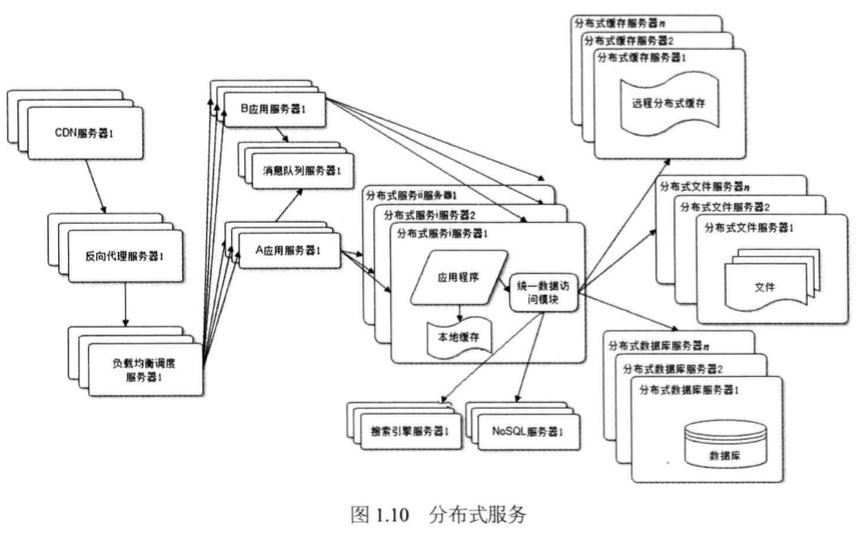 分布式缓存服务器n
分布式缓存服务器2
分布式缓存服务器1
远程分布式缓存
CDN服务器1
B应用服务器1
消息队列服务器1
反向代理服务器1
A应用服务器1
负载均衡调度
服务器1
分布式服务ii服务器1
分布式服务i服务器2
分布式服务i服务器1
应用程序
统一数据访
问模块
本地缓存
分布式文件服务器n
分布式文件服务器2
分布式文件服务器1
文件
分布式数据库服务器n
分布式数据库服务器2
分布式数据库服务器1
数据库
搜索引擎服务器1
NoSQL服务器1
图 1.10 分布式服务